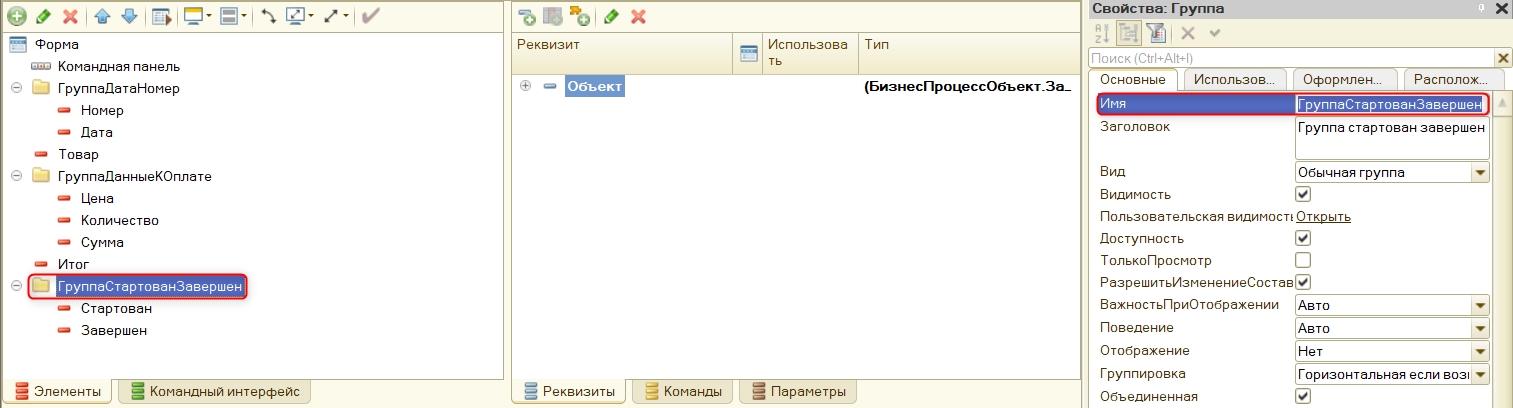 Форма
Командная панель
ГруппаДатаНомер
Номер
Дата
Товар
ГруппаДанныеКОплате
Цена
Количество
Сумма
Итог
ГруппаСтартованЗавершен
Стартован
Завершен
Элементы
Командный интерфейс
Реквизит
Использова
ть
Тип
Объект
(БизнесПроцессОбъект.За...
Реквизиты
Команды
Параметры
Свойства: Группа
Поиск (Ctrl+Alt+I)
Основные
Использов...
Оформлен...
Располож...
Имя
ГруппаСтартованЗавершен
Заголовок
Группа стартован завершен
Вид
Обычная группа
Видимость
Пользовательская видимость
Открыть
Доступность
ТолькоПросмотр
РазрешитьИзменениеСостав
ВажностьПриОтображении
Авто
Поведение
Авто
Отображение
Нет
Группировка
Горизонтальная если возм
Объединенная